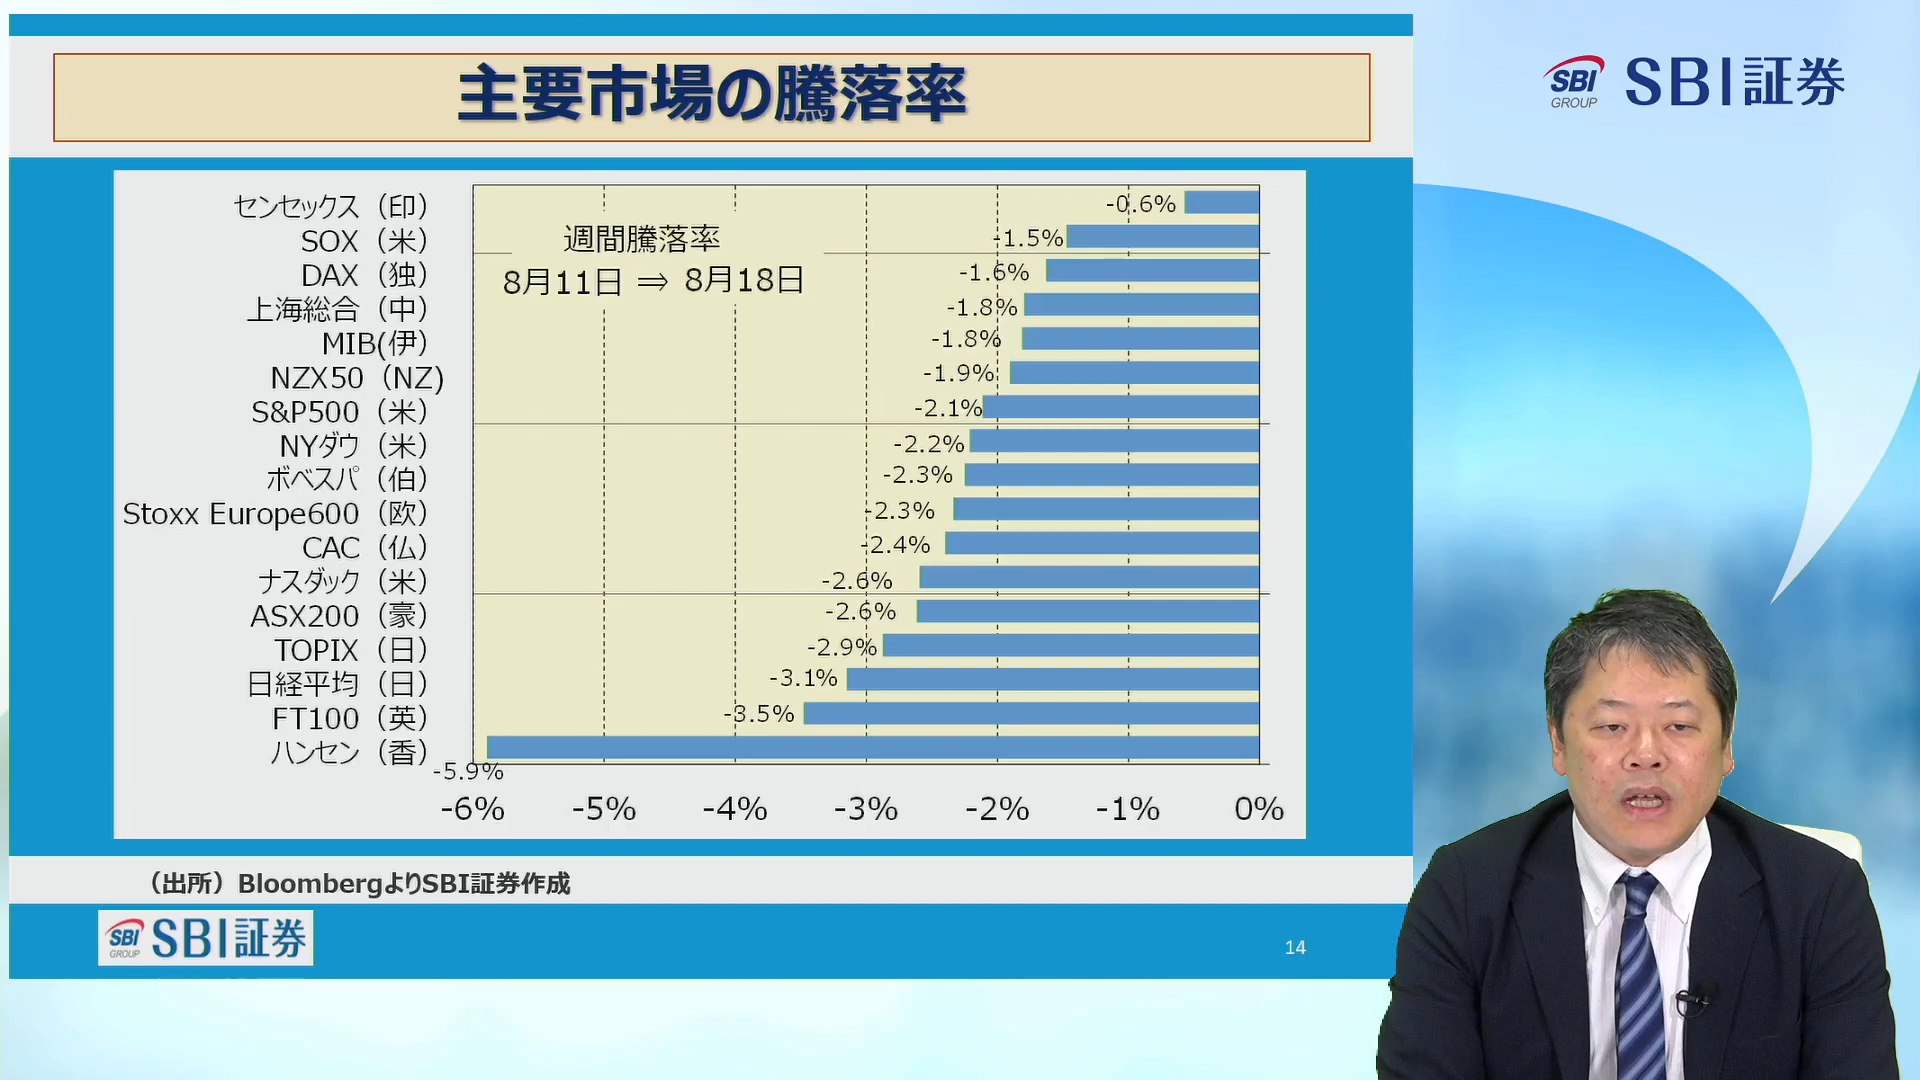 主要市場の騰落率
SBI GROUP SBI証券
週間騰落率
8月11日 ⇒ 8月18日
センセックス（印） -0.6%
SOX（米） -1.5%
DAX（独） -1.6%
上海総合（中） -1.8%
MIB(伊） -1.8%
NZX50（NZ) -1.9%
S&P500（米） -2.1%
NYダウ（米） -2.2%
ボベスパ（伯） -2.3%
Stoxx Europe600（欧） -2.3%
CAC（仏） -2.4%
ナスダック（米） -2.6%
ASX200（豪） -2.6%
TOPIX（日） -2.9%
日経平均（日） -3.1%
FT100（英） -3.5%
ハンセン（香） -5.9%
-6% -5% -4% -3% -2% -1% 0%
（出所）BloombergよりSBI証券作成
SBI GROUP SBI証券
14